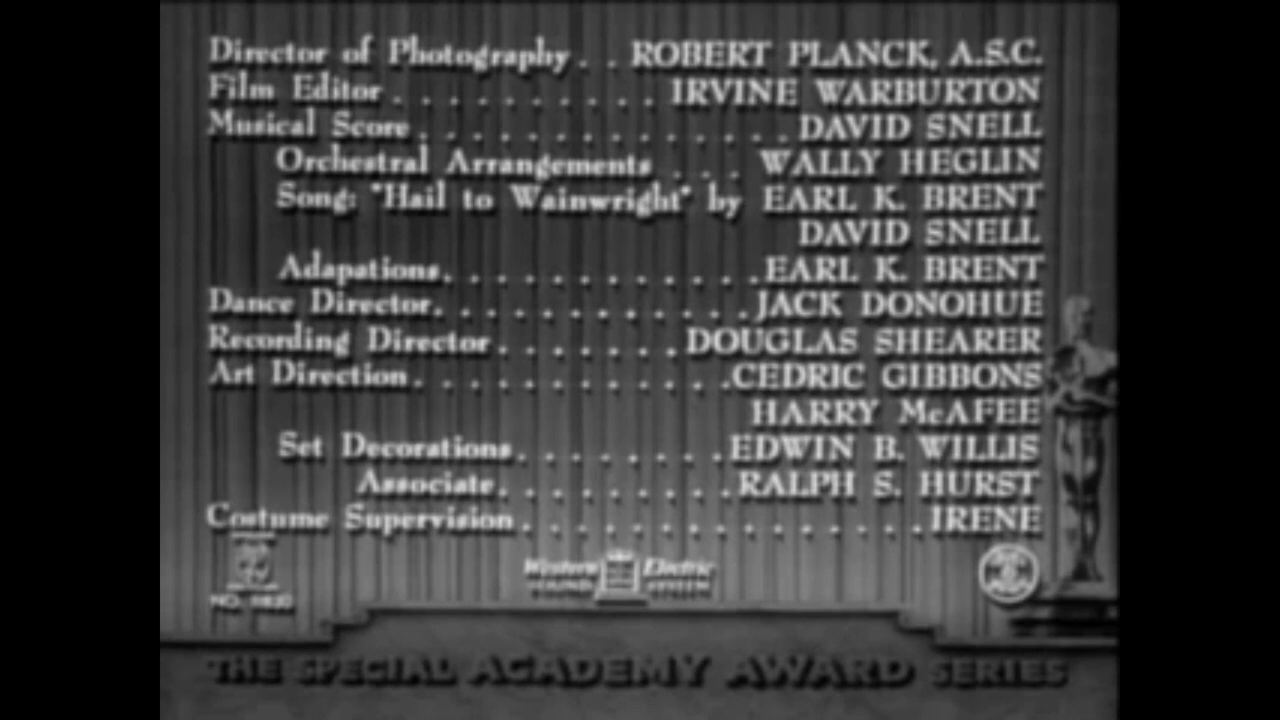 Director of Photography . . ROBERT PLANCK, A.S.C.
Film Editor . . . . . . . . . . IRVINE WARBURTON
Musical Score . . . . . . . . . . . . . . DAVID SNELL
Orchestral Arrangements . . . WALLY HEGLIN
Song: "Hail to Wainwright" by EARL K. BRENT
DAVID SNELL
Adapations . . . . . . . . . . . . EARL K. BRENT
Dance Director . . . . . . . . . . . . JACK DONOHUE
Recording Director . . . . . . . DOUGLAS SHEARER
Art Direction . . . . . . . . . . . . CEDRIC GIBBONS
HARRY McAFEE
Set Decorations . . . . . . . . EDWIN B. WILLIS
Associate . . . . . . . . . RALPH S. HURST
Costume Supervision . . . . . . . . . . . . . . . IRENE
Western Electric
SOUND SYSTEM
NO.
THE SPECIAL ACADEMY AWARD SERIES